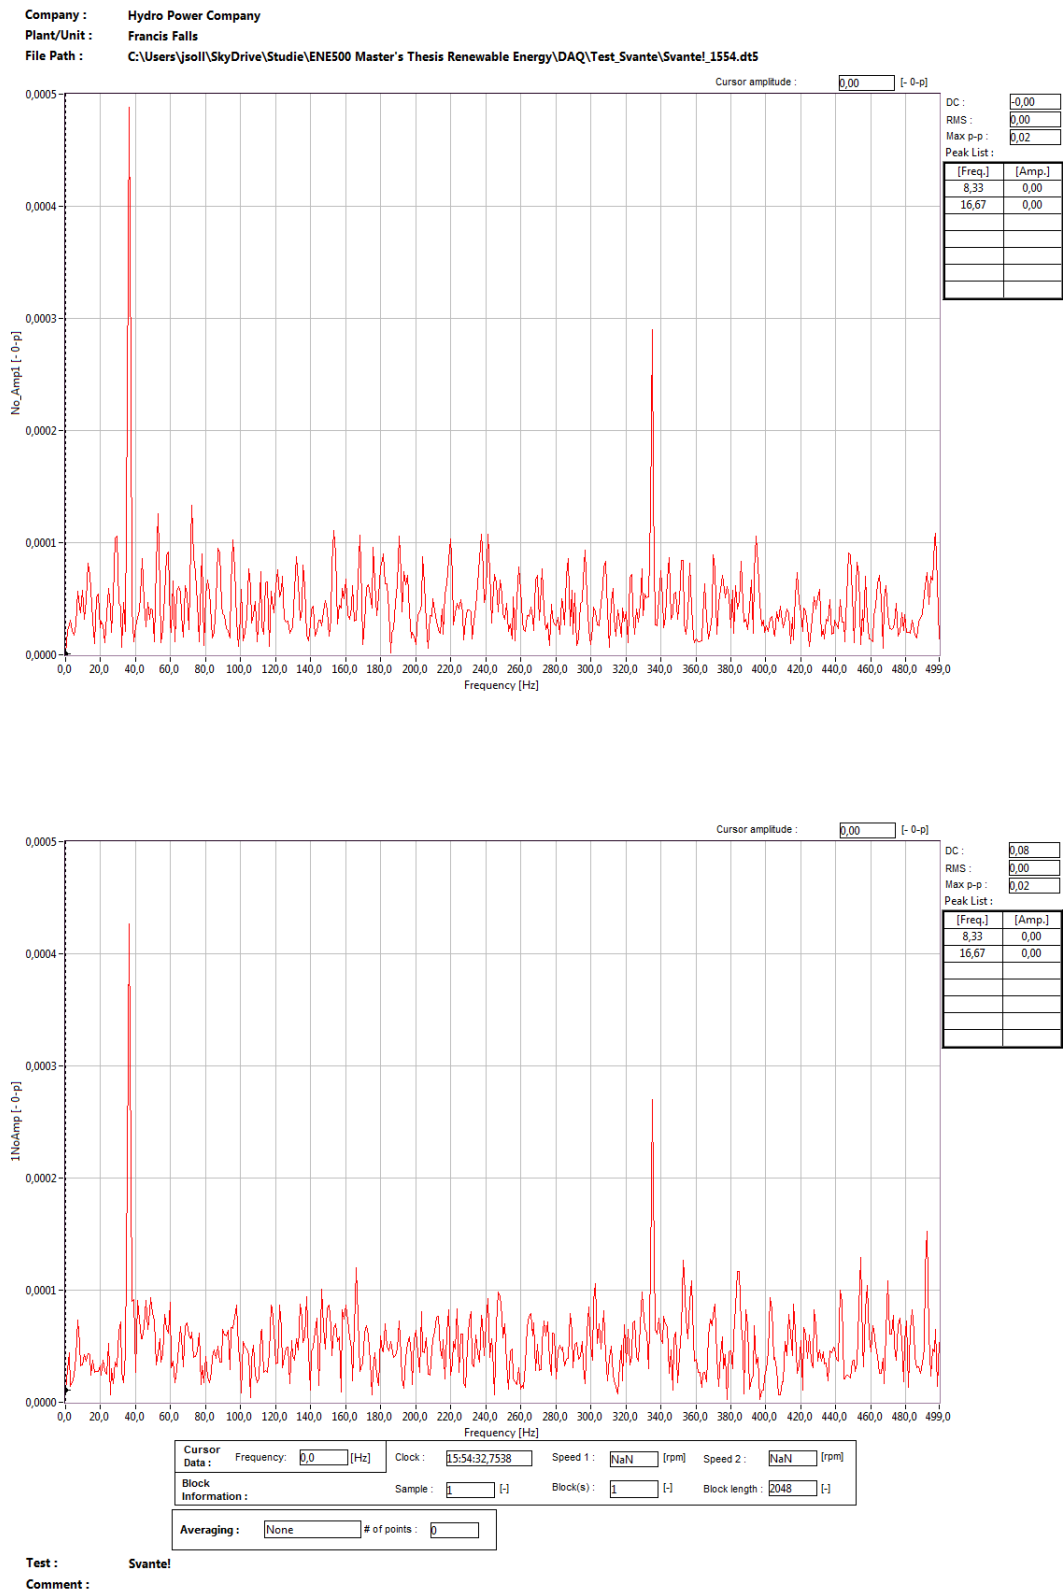 Company : Hydro Power Company
Plant/Unit : Francis Falls
File Path : C:\Users\jsoll\SkyDrive\Studie\ENE500 Master's Thesis Renewable Energy\DAQ\Test_Svante\Svante!_1554.dt5
Cursor amplitude : 0,00 [- 0-p]
DC : -0,00
RMS : 0,00
Max p-p : 0,02
Peak List :
[Freq.] [Amp.]
8,33 0,00
16,67 0,00
No_Amp1 [- 0-p]
0,0005
0,0004
0,0003
0,0002
0,0001
0,0000
0,0 20,0 40,0 60,0 80,0 100,0 120,0 140,0 160,0 180,0 200,0 220,0 240,0 260,0 280,0 300,0 320,0 340,0 360,0 380,0 400,0 420,0 440,0 460,0 480,0 499,0
Frequency [Hz]
Cursor amplitude : 0,00 [- 0-p]
DC : 0,08
RMS : 0,00
Max p-p : 0,02
Peak List :
[Freq.] [Amp.]
8,33 0,00
16,67 0,00
1NoAmp [- 0-p]
0,0005
0,0004
0,0003
0,0002
0,0001
0,0000
0,0 20,0 40,0 60,0 80,0 100,0 120,0 140,0 160,0 180,0 200,0 220,0 240,0 260,0 280,0 300,0 320,0 340,0 360,0 380,0 400,0 420,0 440,0 460,0 480,0 499,0
Frequency [Hz]
Cursor Data : Frequency: 0,0 [Hz] Clock : 15:54:32,7538 Speed 1 : NaN [rpm] Speed 2 : NaN [rpm]
Block Information : Sample : 1 [-] Block(s) : 1 [-] Block length : 2048 [-]
Averaging : None # of points : 0
Test : Svante!
Comment :